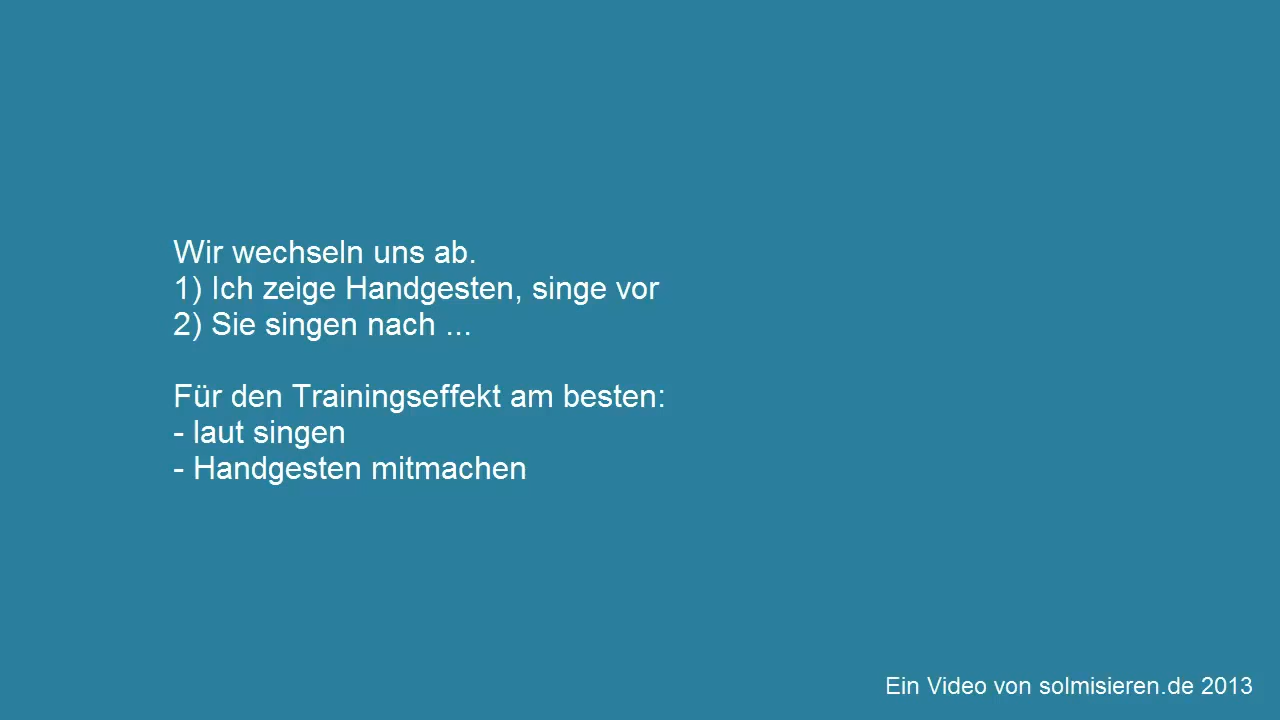 Wir wechseln uns ab.
1) Ich zeige Handgesten, singe vor
2) Sie singen nach ...
Für den Trainingseffekt am besten:
- laut singen
- Handgesten mitmachen
Ein Video von solmisieren.de 2013